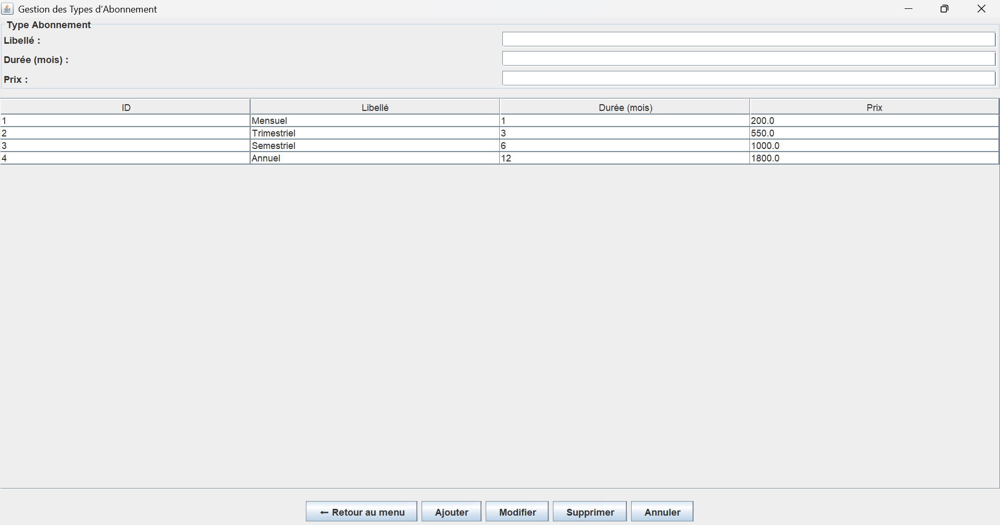 Gestion des Types d'Abonnement
Type Abonnement
Libellé :
Durée (mois) :
Prix :
ID Libellé Durée (mois) Prix
1 Mensuel 1 200.0
2 Trimestriel 3 550.0
3 Semestriel 6 1000.0
4 Annuel 12 1800.0
← Retour au menu Ajouter Modifier Supprimer Annuler